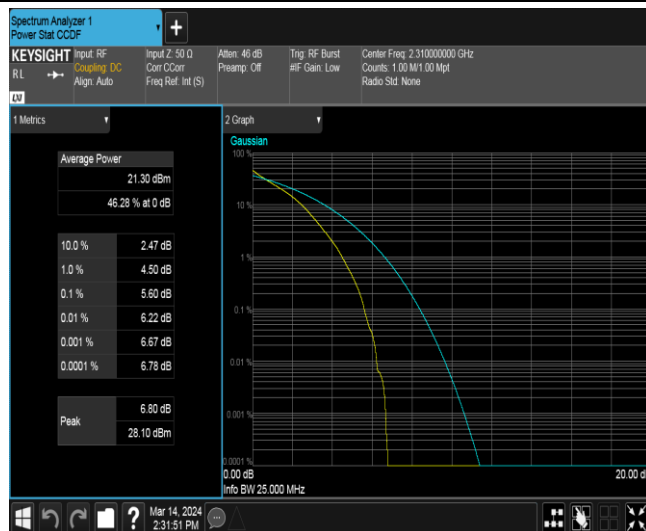 Spectrum Analyzer 1
Power Stat CCDF
+
KEYSIGHT
RL
LXI
Input: RF
Coupling: DC
Align: Auto
Input Z: 50 Ω
Corr CCorr
Freq Ref: Int (S)
Atten: 46 dB
Preamp: Off
Trig: RF Burst
#IF Gain: Low
Center Freq: 2.310000000 GHz
Counts: 1.00 M/1.00 Mpt
Radio Std: None
1 Metrics
Average Power
21.30 dBm
46.28 % at 0 dB
10.0 % 2.47 dB
1.0 % 4.50 dB
0.1 % 5.60 dB
0.01 % 6.22 dB
0.001 % 6.67 dB
0.0001 % 6.78 dB
Peak 6.80 dB
28.10 dBm
2 Graph
Gaussian
100 %
10 %
1 %
0.1 %
0.01 %
0.001 %
0.0001 %
0.00 dB
20.00 d
Info BW 25.000 MHz
?
Mar 14, 2024
2:31:51 PM